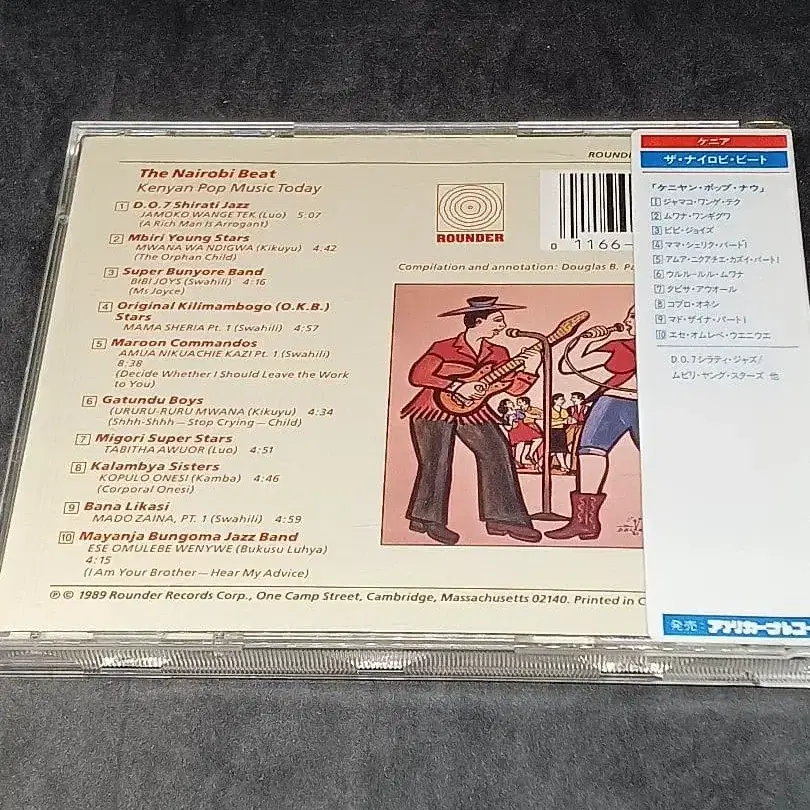 ROUNDER
The Nairobi Beat
Kenyan Pop Music Today
1 D.O.7 Shirati Jazz
JAMOKO WANGE TEK (Luo) 5:07
(A Rich Man Is Arrogant)
2 Mbiri Young Stars
MWANA WANDIGWA (Kikuyu) 4:42
(The Orphan Child)
3 Super Bunyore Band
BIBI JOYS (Swahili) 4:16
(Ms Joyce)
4 Original Kilimambogo (O.K.B.)
Stars
MAMA SHERIA Pt. 1 (Swahili) 4:57
5 Maroon Commandos
AMUA NIKUACHIE KAZI Pt. 1 (Swahili)
8:38
(Decide Whether I Should Leave the Work
to You)
6 Gatundu Boys
(URURU-RURU MWANA (Kikuyu) 4:34
(Shhh-Shhh—Stop Crying—Child)
7 Migori Super Stars
TABITHA AWUOR (Luo) 4:51
8 Kalambya Sisters
KOPULO ONESI (Kamba) 4:46
(Corporal Onesi)
9 Bana Likasi
MADO ZAINA, PT. 1 (Swahili) 4:59
10 Mayanja Bungoma Jazz Band
ESE OMULEBE WENYWE (Bukusu Luhya)
4:15
(I Am Your Brother—Hear My Advice)
ROUNDER
0 1166-
Compilation and annotation: Douglas B.
℗ © 1989 Rounder Records Corp., One Camp Street, Cambridge, Massachusetts 02140. Printed in
ケニア
ザ・ナイロビ・ビート
「ケニヤン・ポップ・ナウ」
1 ジャマコ・ワンゲ・テク
2 ムワナ・ワンギグワ
3 ビビ・ジョイズ
4 ママ・シェリク・パートⅠ
5 アムア・ニクアチエ・カズイ・パートⅠ
6 ウルル-ルル・ムワナ
7 タビサ・アウオール
8 コプロ・オネシ
9 マド・ザイナ・パートⅠ
10 エセ・オムレベ・ウエニウエ
D.O.7シラティ・ジャズ/
ムビリ・ヤング・スターズ 他
発売: